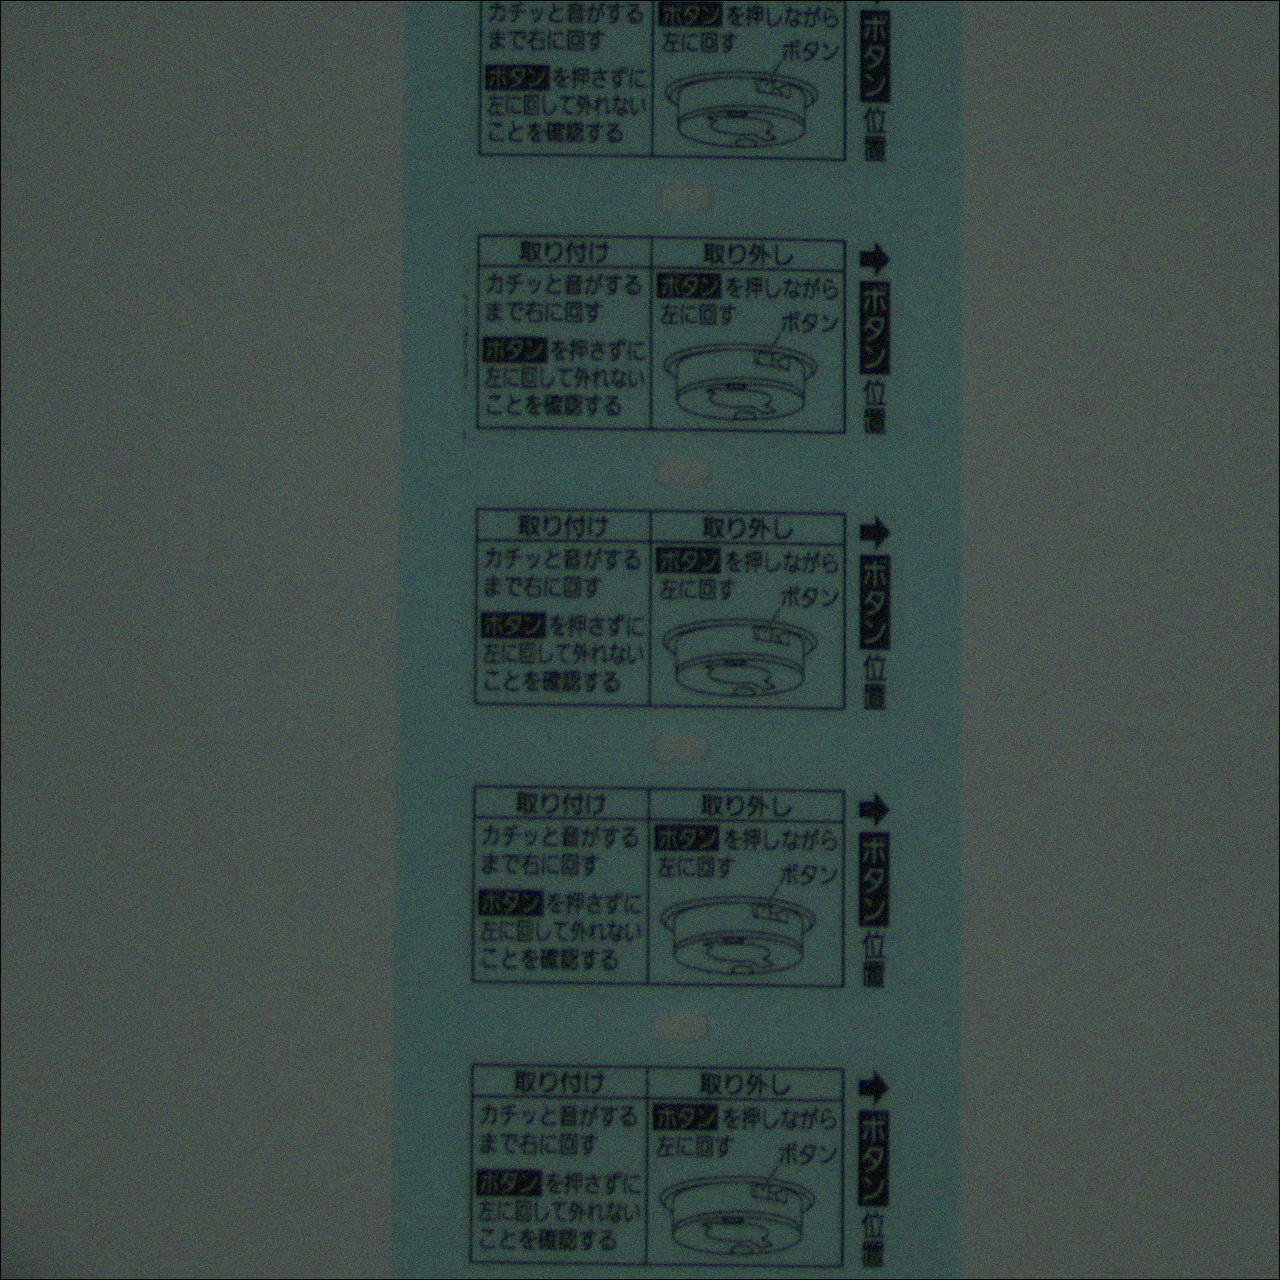 カチッと音がする
まで右に回す
ボタンを押さずに
左に回して外れない
ことを確認する
ボタンを押しながら
左に回す
ボタン
ボタン位置
取り付け
カチッと音がする
まで右に回す
ボタンを押さずに
左に回して外れない
ことを確認する
取り外し
ボタンを押しながら
左に回す
ボタン
➡ボタン位置
取り付け
カチッと音がする
まで右に回す
ボタンを押さずに
左に回して外れない
ことを確認する
取り外し
ボタンを押しながら
左に回す
ボタン
➡ボタン位置
取り付け
カチッと音がする
まで右に回す
ボタンを押さずに
左に回して外れない
ことを確認する
取り外し
ボタンを押しながら
左に回す
ボタン
➡ボタン位置
取り付け
カチッと音がする
まで右に回す
ボタンを押さずに
左に回して外れない
ことを確認する
取り外し
ボタンを押しながら
左に回す
ボタン
➡ボタン位置